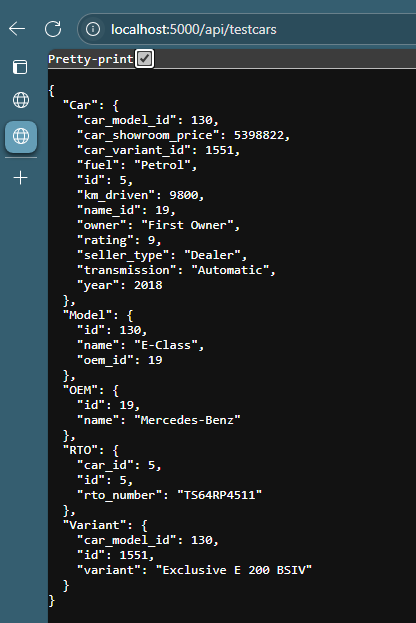 localhost:5000/api/testcars
Pretty-print
{
  "Car": {
    "car_model_id": 130,
    "car_showroom_price": 5398822,
    "car_variant_id": 1551,
    "fuel": "Petrol",
    "id": 5,
    "km_driven": 9800,
    "name_id": 19,
    "owner": "First Owner",
    "rating": 9,
    "seller_type": "Dealer",
    "transmission": "Automatic",
    "year": 2018
  },
  "Model": {
    "id": 130,
    "name": "E-Class",
    "oem_id": 19
  },
  "OEM": {
    "id": 19,
    "name": "Mercedes-Benz"
  },
  "RTO": {
    "car_id": 5,
    "id": 5,
    "rto_number": "TS64RP4511"
  },
  "Variant": {
    "car_model_id": 130,
    "id": 1551,
    "variant": "Exclusive E 200 BSIV"
  }
}